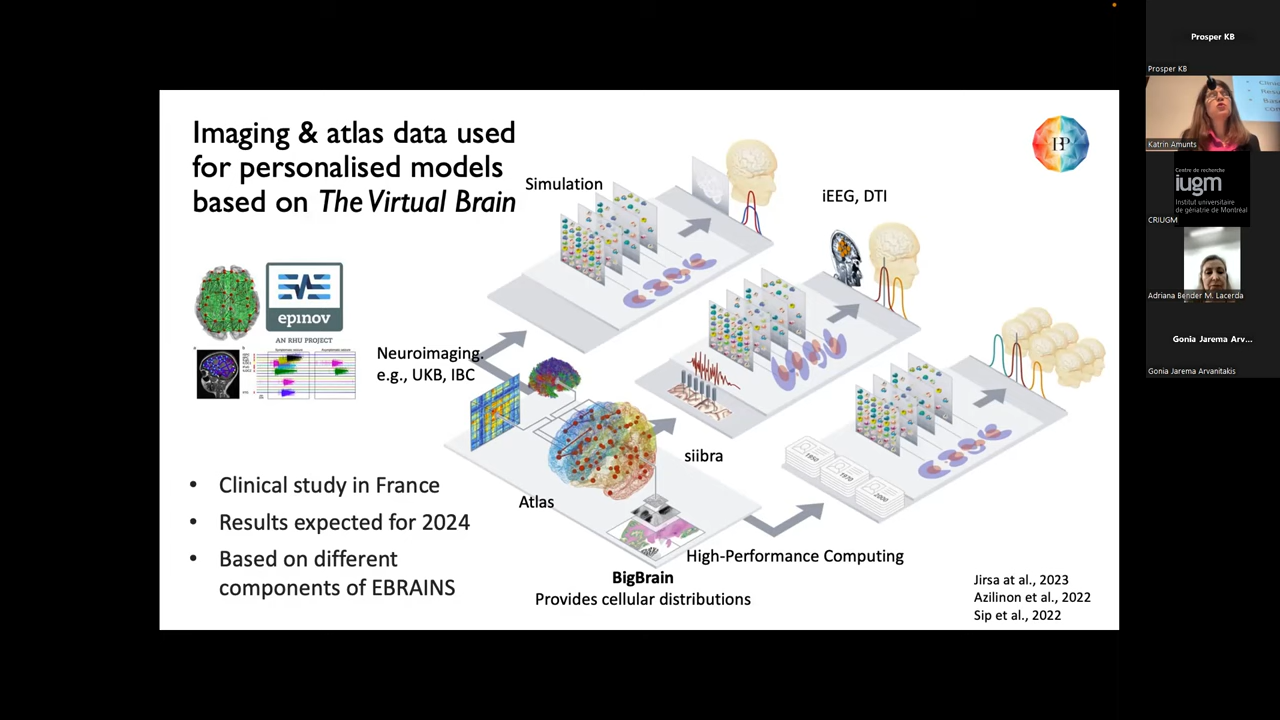 Imaging & atlas data used
for personalised models
based on The Virtual Brain
Simulation
iEEG, DTI
epinov
AN RHU PROJECT
Neuroimaging.
e.g., UKB, IBC
siibra
Atlas
1950
1970
2000
High-Performance Computing
BigBrain
Provides cellular distributions
• Clinical study in France
• Results expected for 2024
• Based on different
components of EBRAINS
Jirsa at al., 2023
Azilinon et al., 2022
Sip et al., 2022
Prosper KB
Prosper KB
Katrin Amunts
Centre de recherche
iugm
Institut universitaire
de gériatrie de Montréal
CRIUGM
Adriana Bender M. Lacerda
Gonia Jarema Arv...
Gonia Jarema Arvanitakis